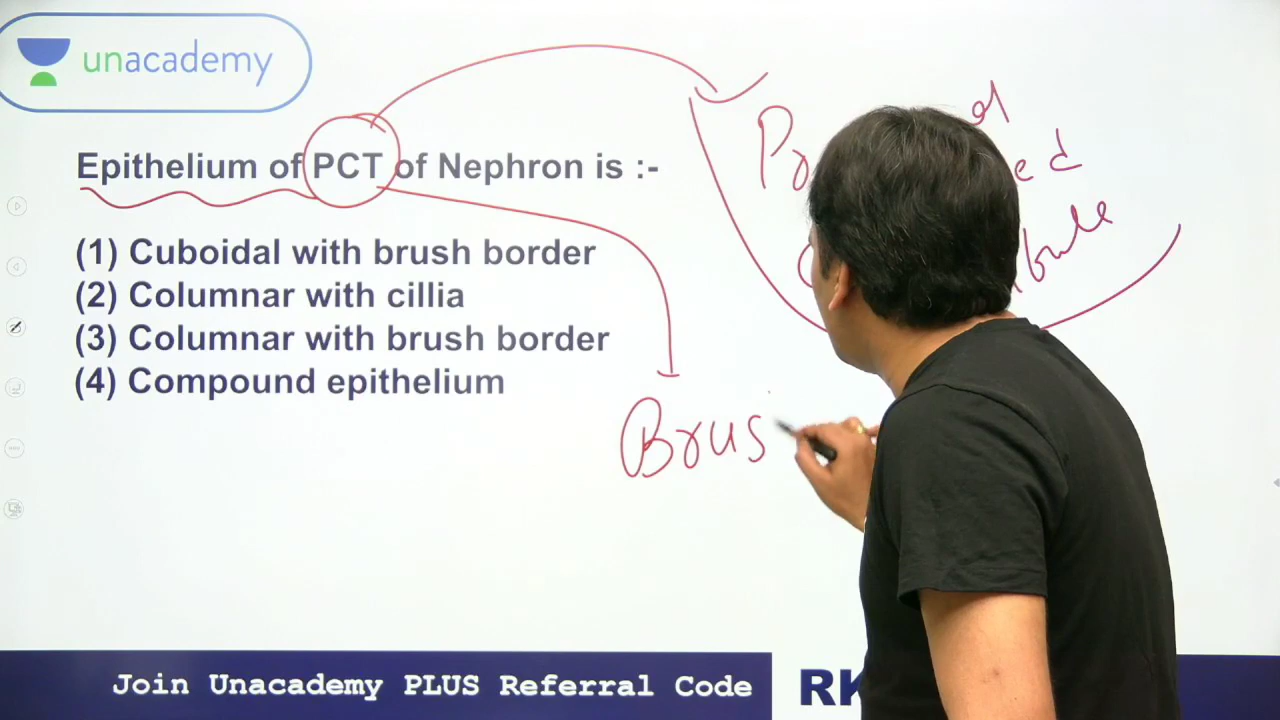 unacademy
Epithelium of PCT of Nephron is :-
(1) Cuboidal with brush border
(2) Columnar with cillia
(3) Columnar with brush border
(4) Compound epithelium
Brus
Join Unacademy PLUS Referral Code